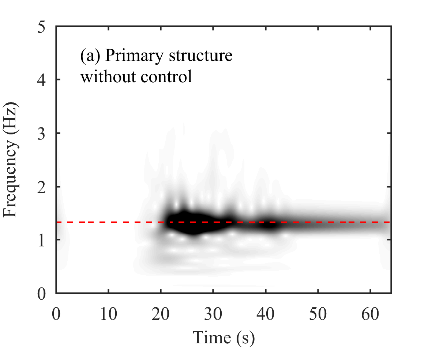 5
(a) Primary structure
without control
4
3
2
1
0
Frequency (Hz)
0 10 20 30 40 50 60
Time (s)